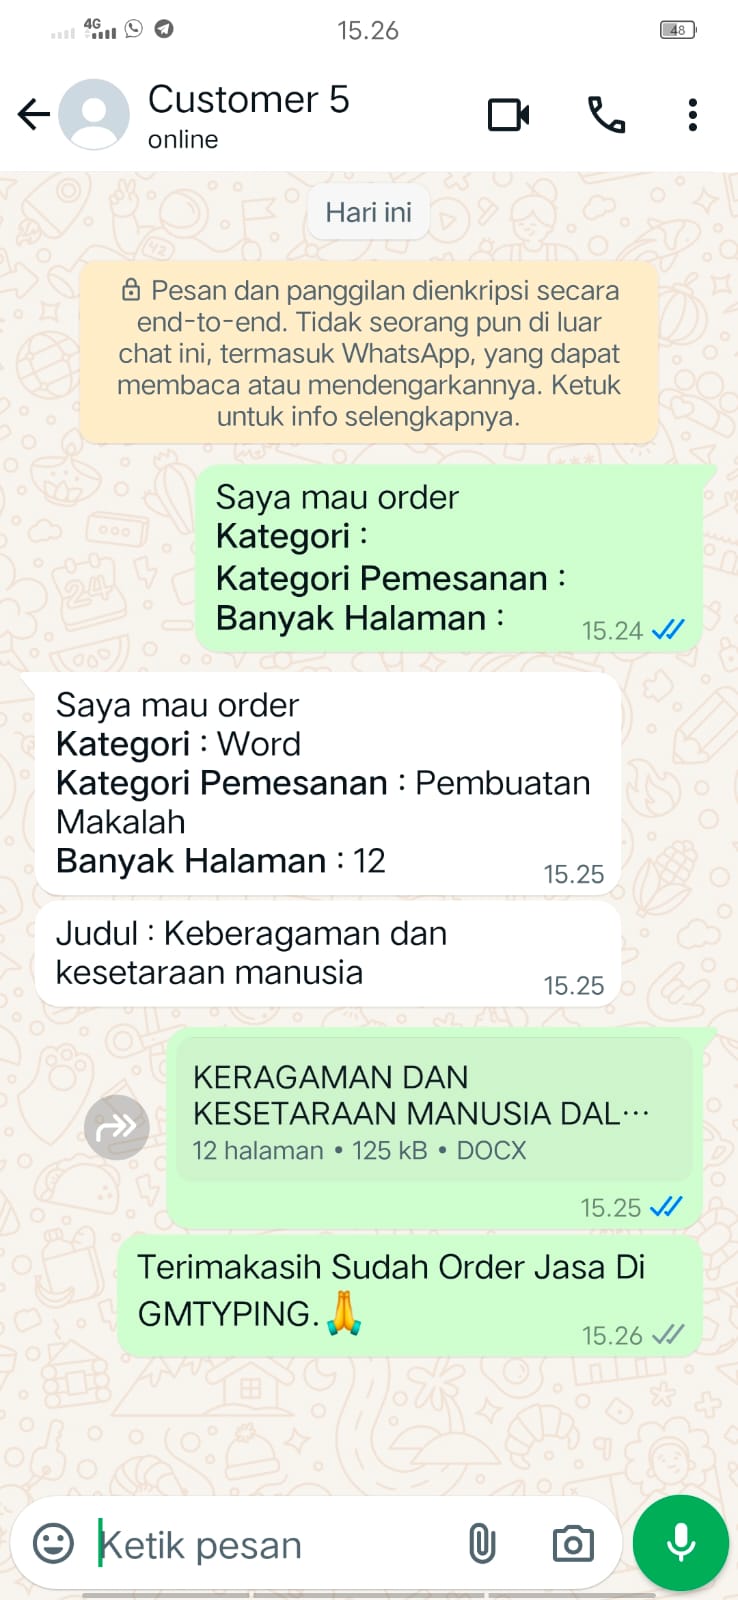 4G
15.26
48
Customer 5
online
Hari ini
Pesan dan panggilan dienkripsi secara
end-to-end. Tidak seorang pun di luar
chat ini, termasuk WhatsApp, yang dapat
membaca atau mendengarkannya. Ketuk
untuk info selengkapnya.
Saya mau order
Kategori :
Kategori Pemesanan :
Banyak Halaman :
15.24
Saya mau order
Kategori : Word
Kategori Pemesanan : Pembuatan
Makalah
Banyak Halaman : 12
15.25
Judul : Keberagaman dan
kesetaraan manusia
15.25
KERAGAMAN DAN
KESETARAAN MANUSIA DAL...
12 halaman • 125 kB • DOCX
15.25
Terimakasih Sudah Order Jasa Di
GMTYPING.🙏
15.26
Ketik pesan